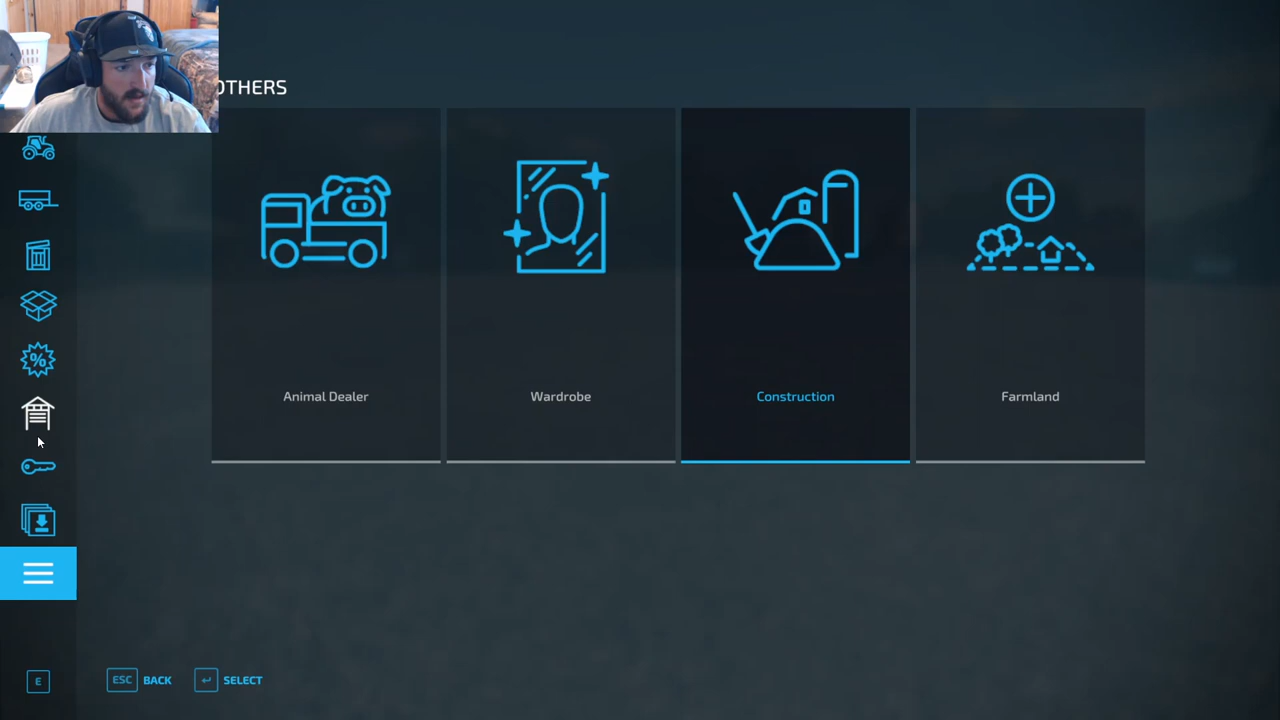 OTHERS
%
Animal Dealer
Wardrobe
Construction
Farmland
E
ESC BACK
SELECT